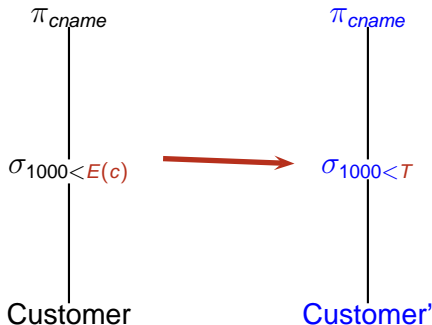 π_cname π_cname
σ_1000<E(c) σ_1000<T
Customer Customer'